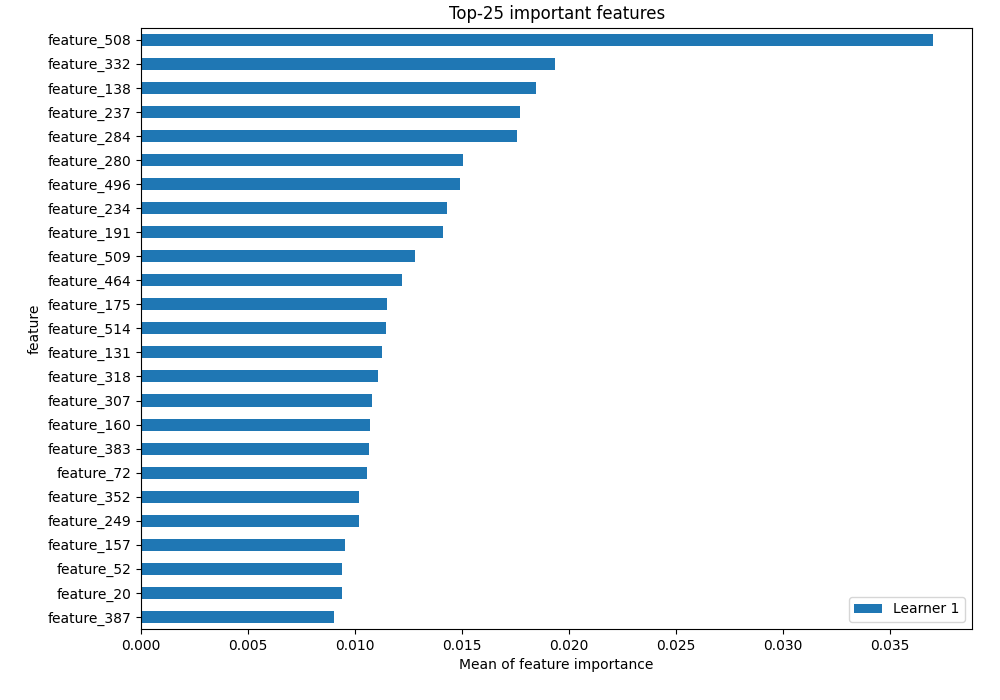 Top-25 important features
feature_508
feature_332
feature_138
feature_237
feature_284
feature_280
feature_496
feature_234
feature_191
feature_509
feature_464
feature_175
feature_514
feature_131
feature_318
feature_307
feature_160
feature_383
feature_72
feature_352
feature_249
feature_157
feature_52
feature_20
feature_387
feature
Learner 1
0.000 0.005 0.010 0.015 0.020 0.025 0.030 0.035
Mean of feature importance